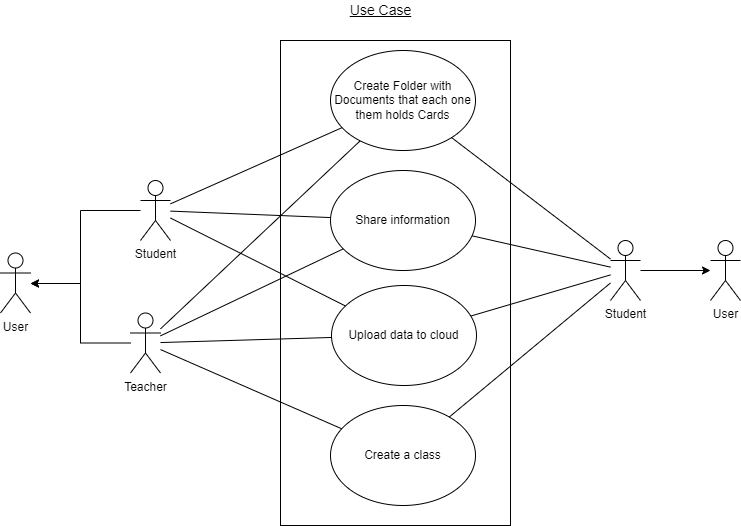 Use Case
Create Folder with
Documents that each one
them holds Cards
Share information
Student
User
Student
User
Upload data to cloud
Teacher
Create a class